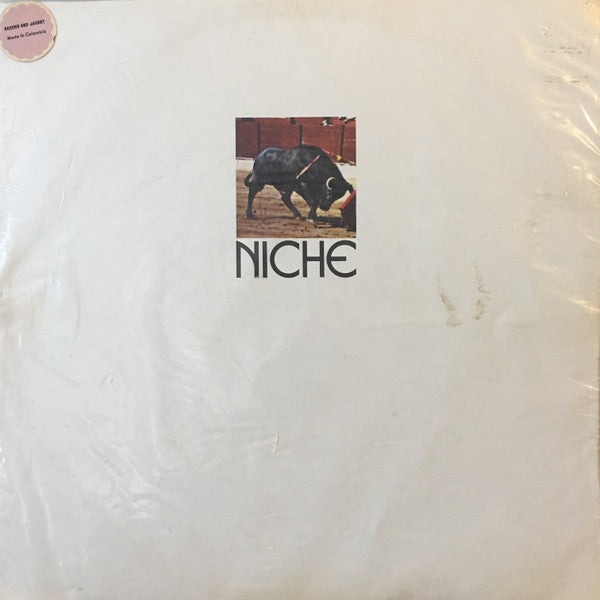 RECORD AND JACKET
Made in Colombia
NICHE